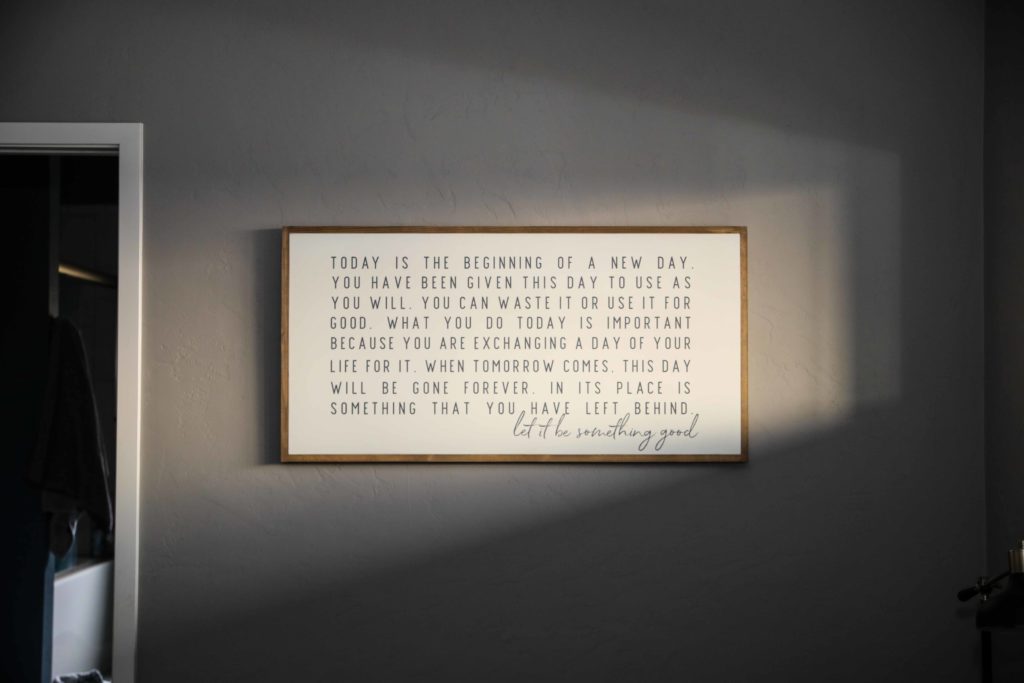 TODAY IS THE BEGINNING OF A NEW DAY.
YOU HAVE BEEN GIVEN THIS DAY TO USE AS
YOU WILL. YOU CAN WASTE IT OR USE IT FOR
GOOD. WHAT YOU DO TODAY IS IMPORTANT
BECAUSE YOU ARE EXCHANGING A DAY OF YOUR
LIFE FOR IT. WHEN TOMORROW COMES, THIS DAY
WILL BE GONE FOREVER. IN ITS PLACE IS
SOMETHING THAT YOU HAVE LEFT BEHIND.
let it be something good